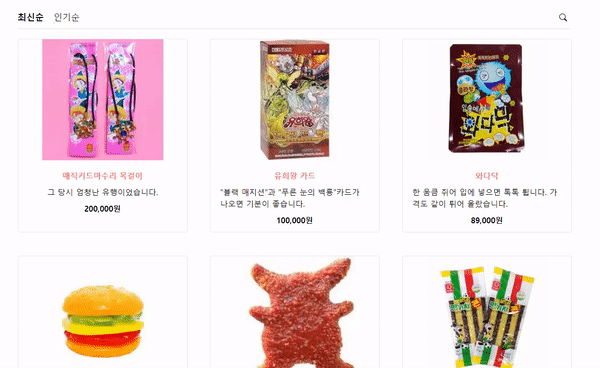 최신순 인기순
매직키드마수리 목걸이
그 당시 엄청난 유행이었습니다.
200,000원
유희왕 카드
"블랙 매지션"과 "푸른 눈의 백룡"카드가
나오면 기분이 좋습니다.
100,000원
와다닥
한 움큼 쥐어 입에 넣으면 톡톡 튑니다. 가
격도 같이 튀어 올랐습니다.
89,000원